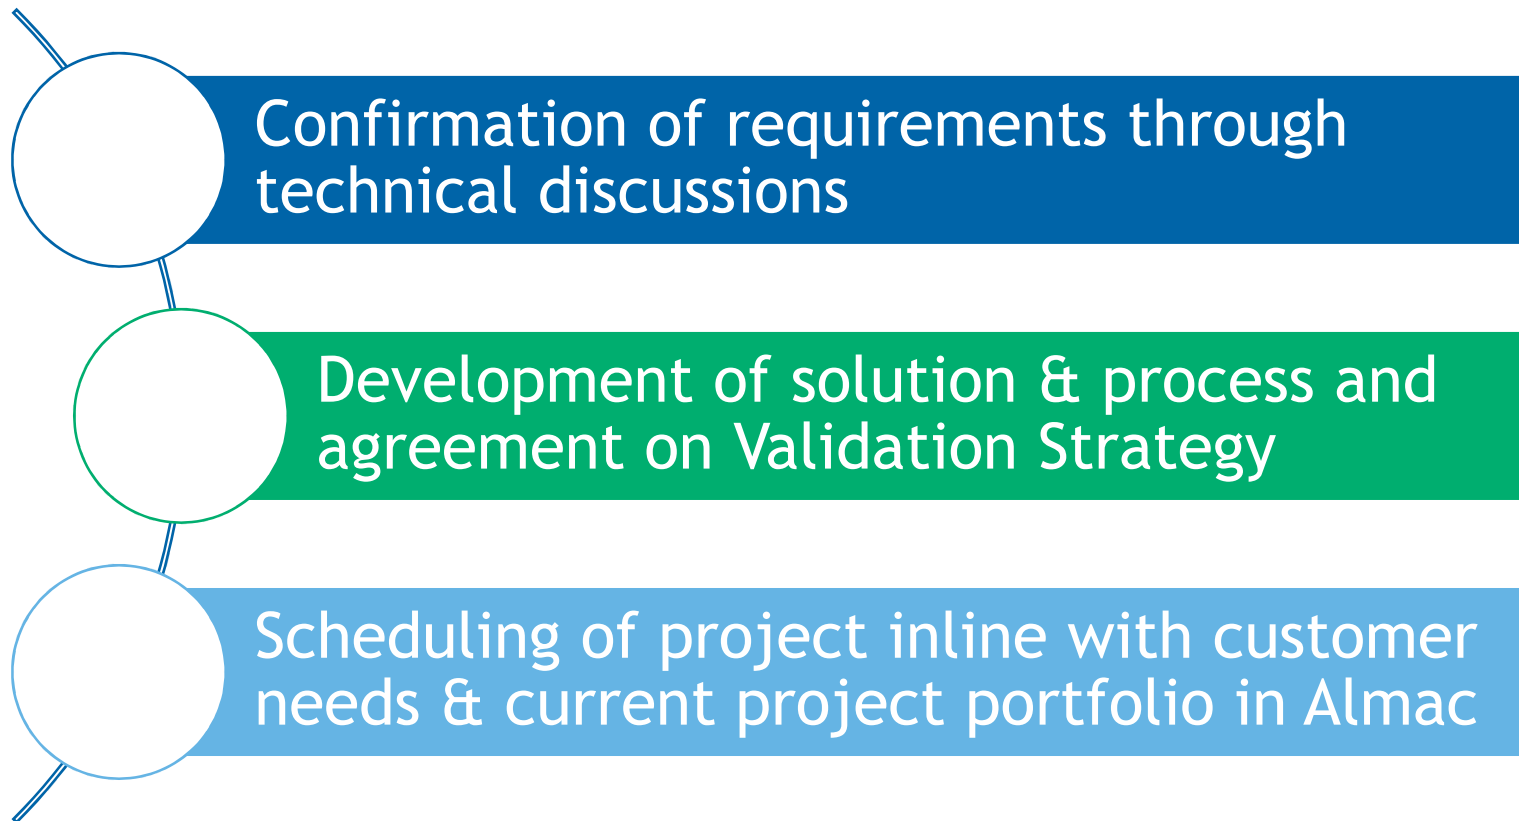 Confirmation of requirements through
technical discussions
Development of solution & process and
agreement on Validation Strategy
Scheduling of project inline with customer
needs & current project portfolio in Almac